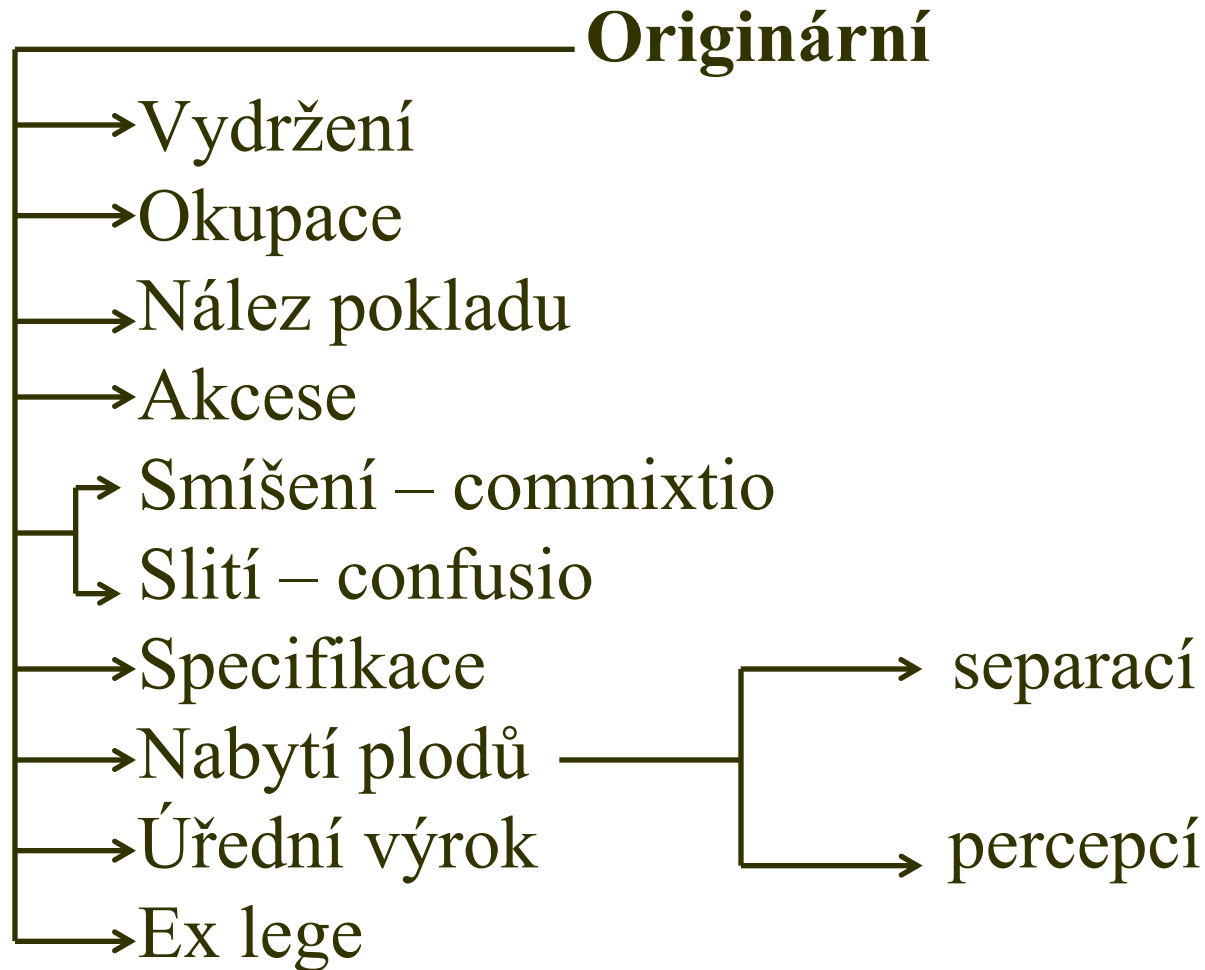 Originární
Vydržení
Okupace
Nález pokladu
Akcese
Smíšení – commixtio
Slití – confusio
Specifikace
separací
Nabytí plodů
Úřední výrok
percepcí
Ex lege